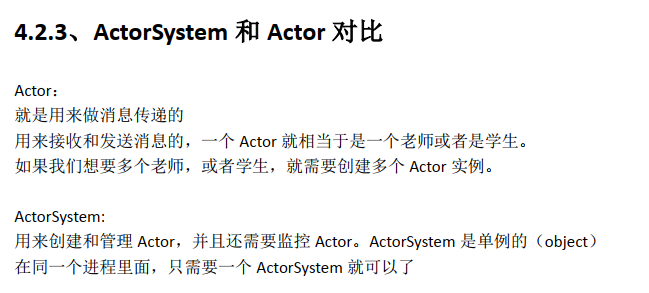 4.2.3、ActorSystem 和 Actor 对比
Actor：
就是用来做消息传递的
用来接收和发送消息的，一个 Actor 就相当于是一个老师或者是学生。
如果我们想要多个老师，或者学生，就需要创建多个 Actor 实例。
ActorSystem:
用来创建和管理 Actor，并且还需要监控 Actor。ActorSystem 是单例的（object）
在同一个进程里面，只需要一个 ActorSystem 就可以了